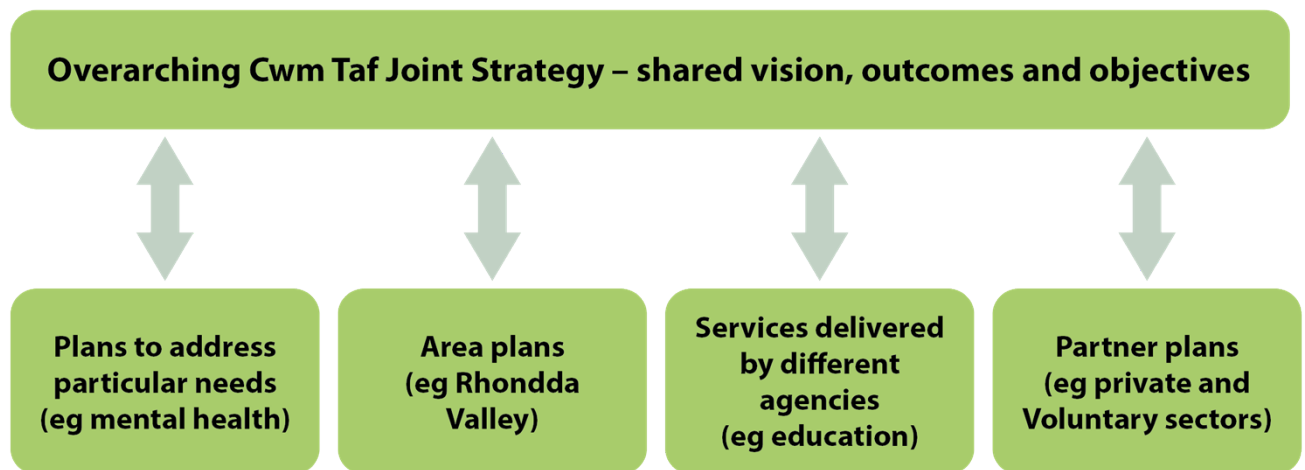 Overarching Cwm Taf Joint Strategy – shared vision, outcomes and objectives
Plans to address
particular needs
(eg mental health)
Area plans
(eg Rhondda
Valley)
Services delivered
by different
agencies
(eg education)
Partner plans
(eg private and
Voluntary sectors)